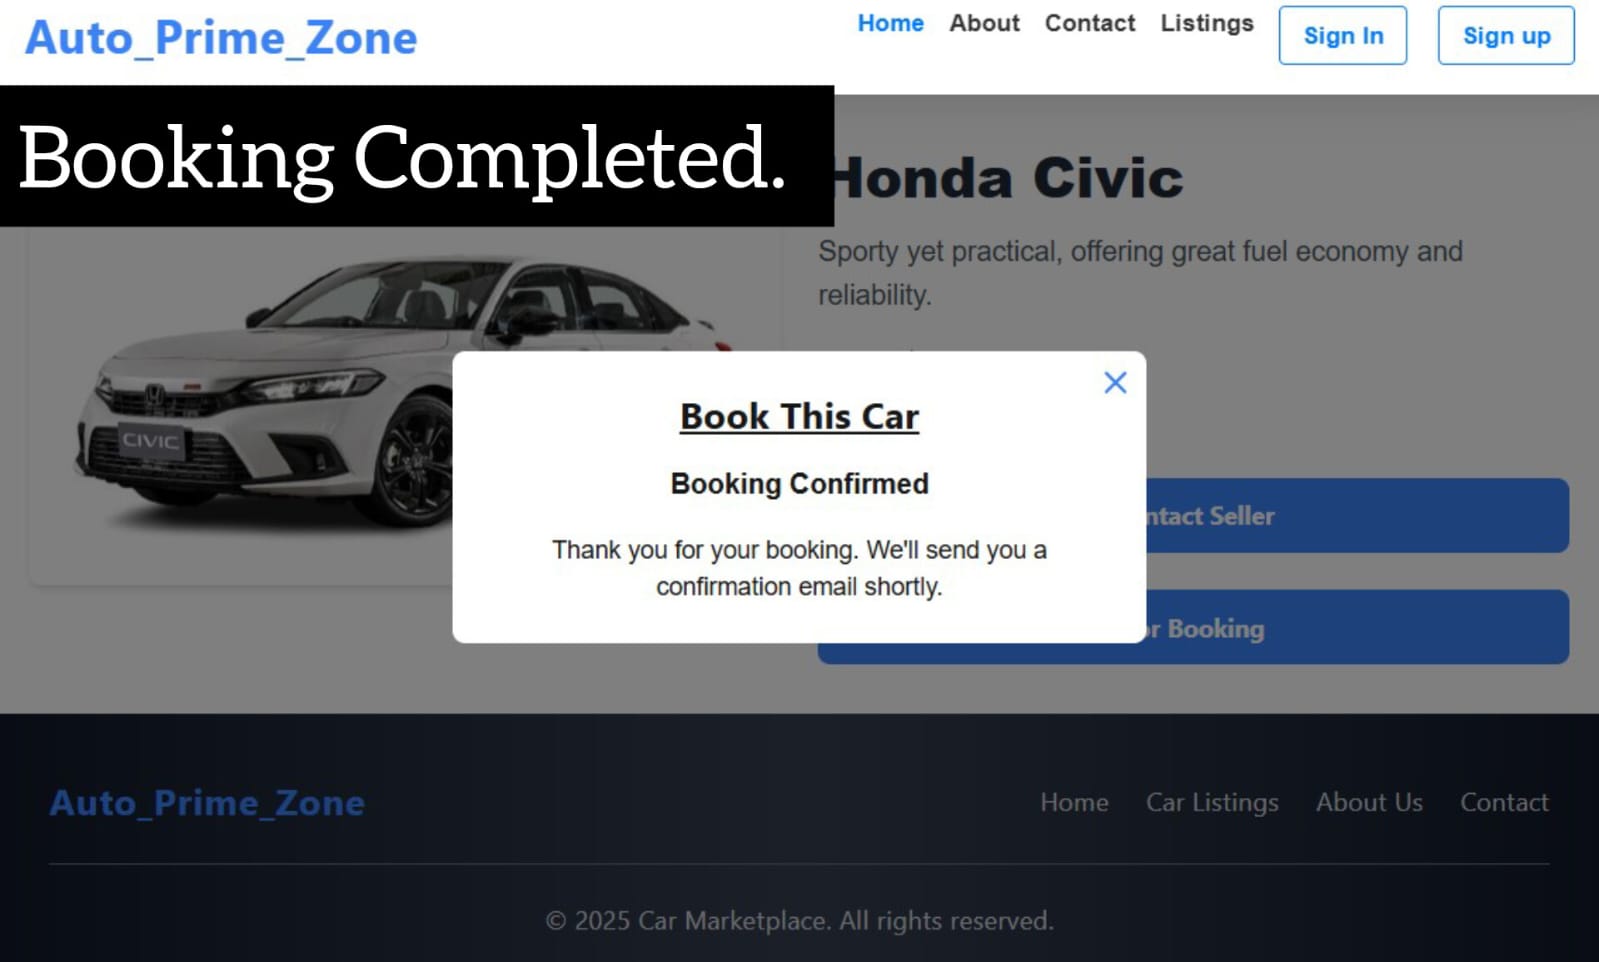 Auto_Prime_Zone
Home About Contact Listings Sign In Sign up
Booking Completed.
Honda Civic
Sporty yet practical, offering great fuel economy and
reliability.
CIVIC
Book This Car
Booking Confirmed
Thank you for your booking. We'll send you a
confirmation email shortly.
Seller
Booking
Auto_Prime_Zone
Home Car Listings About Us Contact
© 2025 Car Marketplace. All rights reserved.